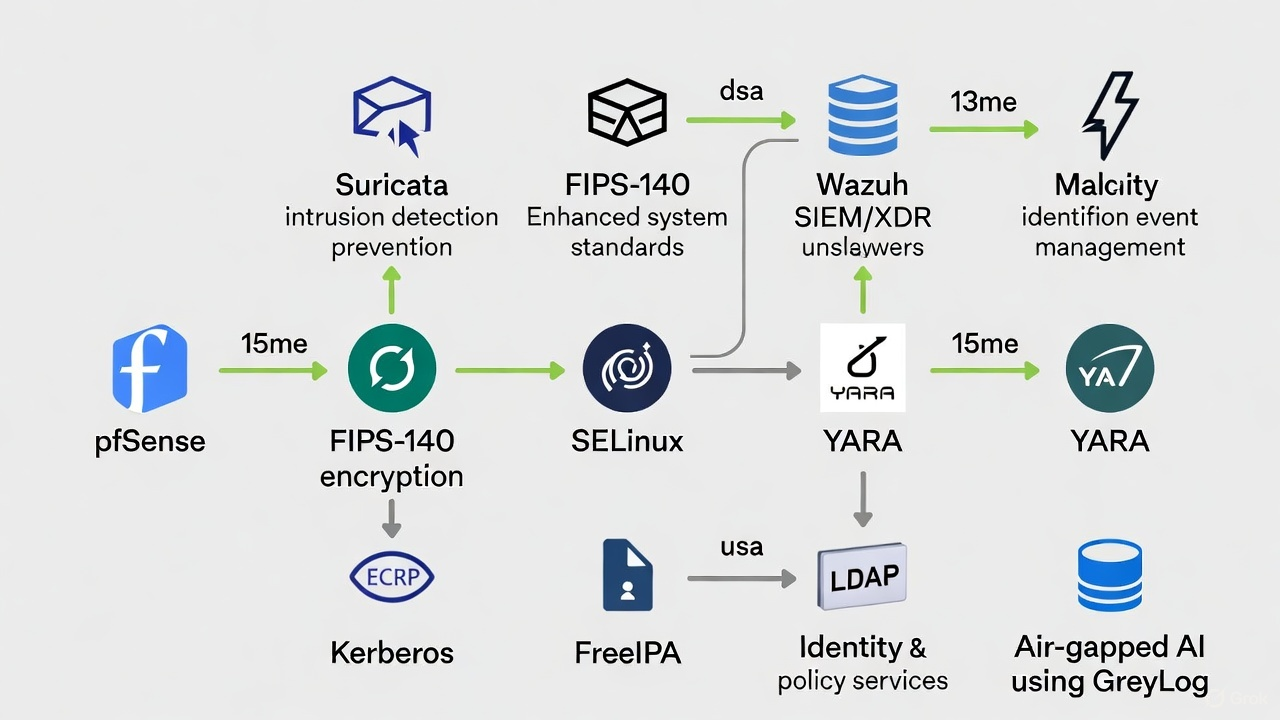 dsa
13me
Suricata
intrusion detection
prevention
FIPS-140
Enhanced system
standards
Wazuh
SIEM/XDR
unslawwers
Malcity
identifion event
management
15me
pfSense
FIPS-140
encryption
SELinux
YARA
YARA
15me
YA7
YARA
ECRP
Kerberos
FreeIPA
usa
LDAP
Identity &
policy services
Air-gapped AI
using GreyLog